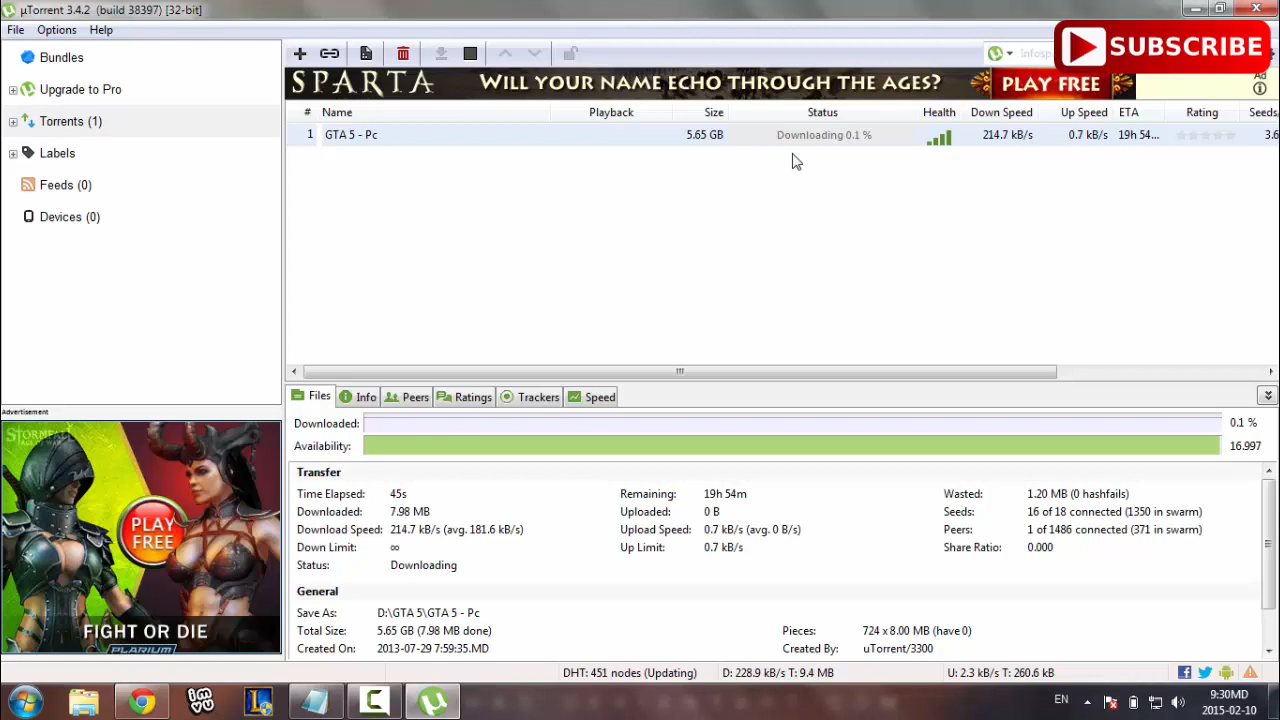 µTorrent 3.4.2 (build 38397) [32-bit]
File Options Help
SUBSCRIBE
Bundles
Upgrade to Pro
Torrents (1)
Labels
Feeds (0)
Devices (0)
infosp
SPARTA WILL YOUR NAME ECHO THROUGH THE AGES? PLAY FREE
Ad
# Name Playback Size Status Health Down Speed Up Speed ETA Rating Seeds/
1 GTA 5 - Pc 5.65 GB Downloading 0.1 % 214.7 kB/s 0.7 kB/s 19h 54... 3.6
Files Info Peers Ratings Trackers Speed
Downloaded: 0.1 %
Availability: 16.997
Transfer
Time Elapsed: 45s Remaining: 19h 54m Wasted: 1.20 MB (0 hashfails)
Downloaded: 7.98 MB Uploaded: 0 B Seeds: 16 of 18 connected (1350 in swarm)
Download Speed: 214.7 kB/s (avg. 181.6 kB/s) Upload Speed: 0.7 kB/s (avg. 0 B/s) Peers: 1 of 1486 connected (371 in swarm)
Down Limit: ∞ Up Limit: 0.7 kB/s Share Ratio: 0.000
Status: Downloading
General
Save As: D:\GTA 5\GTA 5 - Pc
Total Size: 5.65 GB (7.98 MB done) Pieces: 724 x 8.00 MB (have 0)
Created On: 2013-07-29 7:59:35.MD Created By: uTorrent/3300
Advertisement
STORMFALL
AGE OF WAR
PLAY
FREE
FIGHT OR DIE
PLARIUM
DHT: 451 nodes (Updating) D: 228.9 kB/s T: 9.4 MB U: 2.3 kB/s T: 260.6 kB
EN
9:30MD
2015-02-10